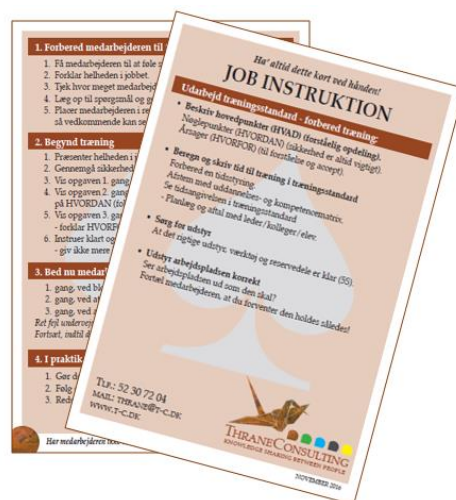 1. Forbered medarbejderen til
1. Få medarbejderen til at føle s
2. Forklar helheden i jobbet.
3. Tjek hvor meget medarbejd
4. Læg op til spørgsmål og g
5. Placer medarbejderen i re
så vedkommende kan se
2. Begynd træning
1. Præsenter helheden i j
2. Gennemgå sikkerhed
3. Vis opgaven 1. gang
4. Vis opgaven 2. gang
på HVORDAN (fo
5. Vis opgaven 3. gang
- forklar HVORF
6. Instruer klart og
- giv ikke mere
3. Bed nu medar
1. gang, ved bl
2. gang, ved at
3. gang, ved a
Ret fejl underveje
Fortsæt, indtil d
4. I praktik
1. Gør de
2. Følg
3. Red
Har medarbejderen ikke
Ha' altid dette kort ved hånden!
JOB INSTRUKTION
Udarbejd træningsstandard - forbered træning
• Beskriv hovedpunkter (HVAD) (forståelig opdeling).
Nøglepunkter (HVORDAN) (sikkerhed er altid vigtigt).
Årsager (HVORFOR) (til forståelse og accept).
• Beregn og skriv tid til træning i træningsstandard
Forbered en tidsstyring.
Afstem med uddannelses- og kompetencematrix.
Se tidsangivelsen i træningsstandard
- Planlæg og aftal med leder/kolleger/elev.
• Sørg for udstyr
At det rigtige udstyr, værktøj og reservedele er klar (5S).
• Udstyr arbejdspladsen korrekt
Ser arbejdspladsen ud som den skal?
Fortæl medarbejderen, at du forventer den holdes således!
TLF.: 52 30 72 04
MAIL: THRANE@T-C.DK
WWW.T-C.DK
THRANECONSULTING
KNOWLEDGE SHARING BETWEEN PEOPLE
NOVEMBER 2016